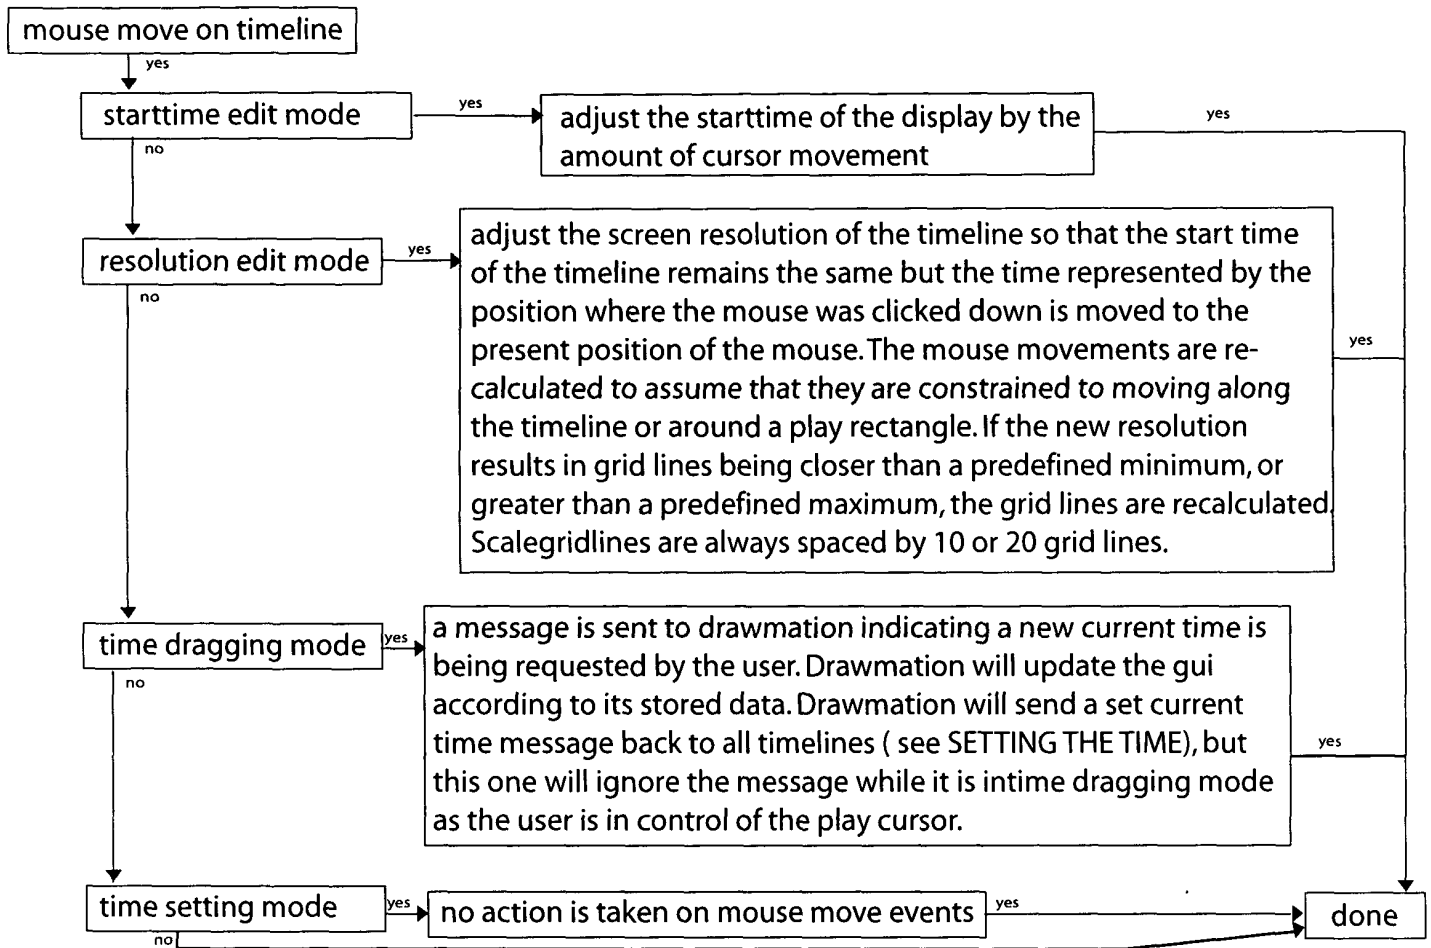 mouse move on timeline
yes
starttime edit mode
yes
adjust the starttime of the display by the
amount of cursor movement
yes
no
resolution edit mode
yes
adjust the screen resolution of the timeline so that the start time
of the timeline remains the same but the time represented by the
position where the mouse was clicked down is moved to the
present position of the mouse. The mouse movements are re-
calculated to assume that they are constrained to moving along
the timeline or around a play rectangle. If the new resolution
results in grid lines being closer than a predefined minimum, or
greater than a predefined maximum, the grid lines are recalculated.
Scalegridlines are always spaced by 10 or 20 grid lines.
yes
no
time dragging mode
yes
a message is sent to drawmation indicating a new current time is
being requested by the user. Drawmation will update the gui
according to its stored data. Drawmation will send a set current
time message back to all timelines ( see SETTING THE TIME), but
this one will ignore the message while it is intime dragging mode
as the user is in control of the play cursor.
yes
no
time setting mode
yes
no action is taken on mouse move events
yes
done
no